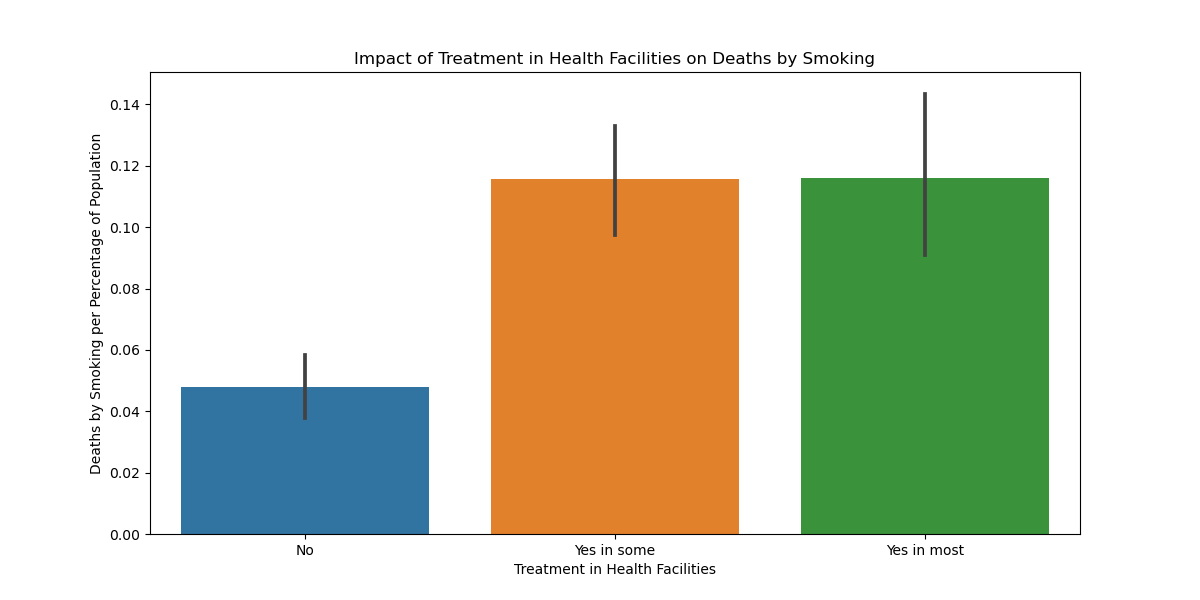 Impact of Treatment in Health Facilities on Deaths by Smoking
Deaths by Smoking per Percentage of Population
0.14
0.12
0.10
0.08
0.06
0.04
0.02
0.00
No
Yes in some
Yes in most
Treatment in Health Facilities